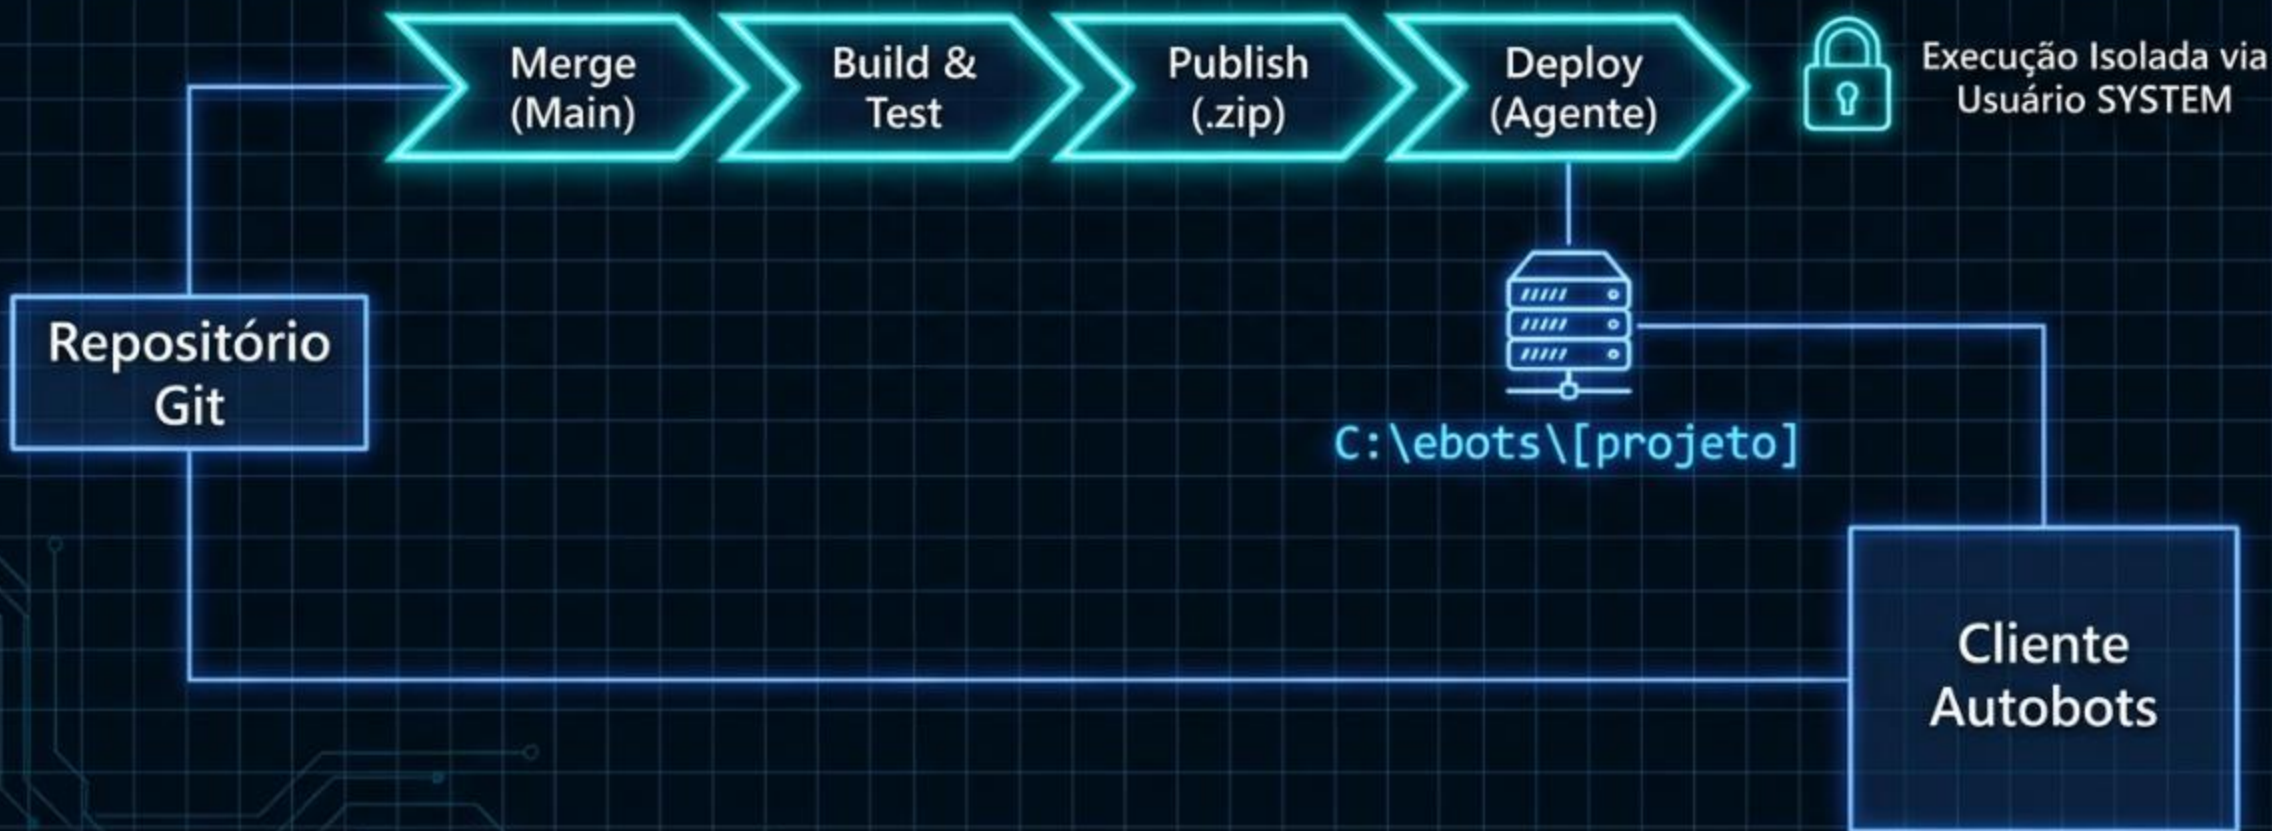 Merge
(Main)
Build &
Test
Publish
(.zip)
Deploy
(Agente)
Execução Isolada via
Usuário SYSTEM
Repositório
Git
C:\ebots\[projeto]
Cliente
Autobots